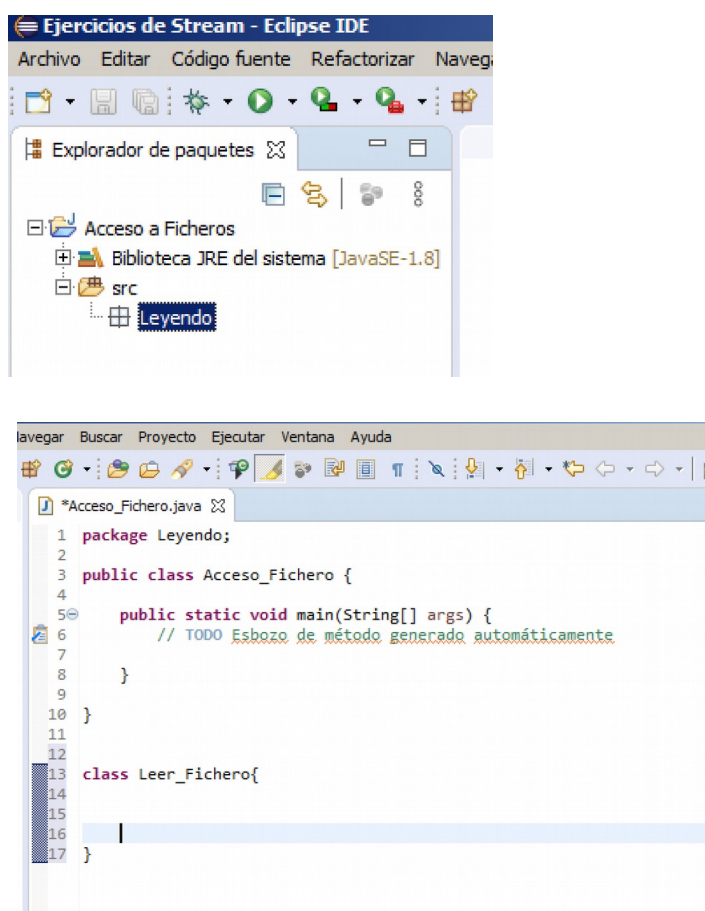 Ejercicios de Stream - Eclipse IDE
Archivo Editar Código fuente Refactorizar
Explorador de paquetes
Acceso a Ficheros
Biblioteca JRE del sistema [JavaSE-1.8]
src
Leyendo
lavegar Buscar Proyecto Ejecutar Ventana Ayuda
*Acceso_Fichero.java
1 package Leyendo;
2
3 public class Acceso_Fichero {
4
5 public static void main(String[] args) {
6 // TODO Esbozo de método generado automáticamente
7
8 }
9
10 }
11
12
13 class Leer_Fichero{
14
15
16
17 }